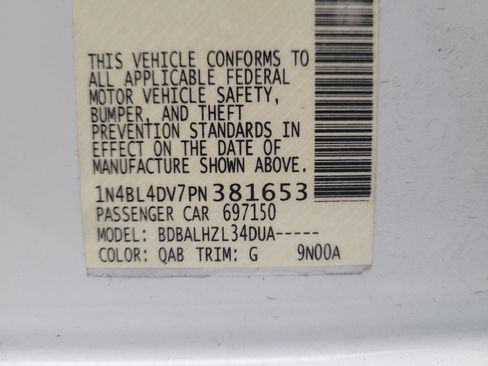 THIS VEHICLE CONFORMS TO
ALL APPLICABLE FEDERAL
MOTOR VEHICLE SAFETY,
BUMPER, AND THEFT
PREVENTION STANDARDS IN
EFFECT ON THE DATE OF
MANUFACTURE SHOWN ABOVE.
1N4BL4DV7PN381653
PASSENGER CAR 697150
MODEL: BDBALHZL34DUA-----
COLOR: QAB TRIM: G 9N00A